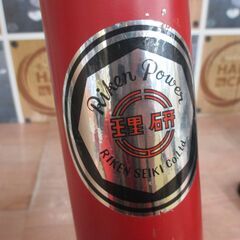 Riken Power
理研
RIKEN SEIKI Co.Ltd.